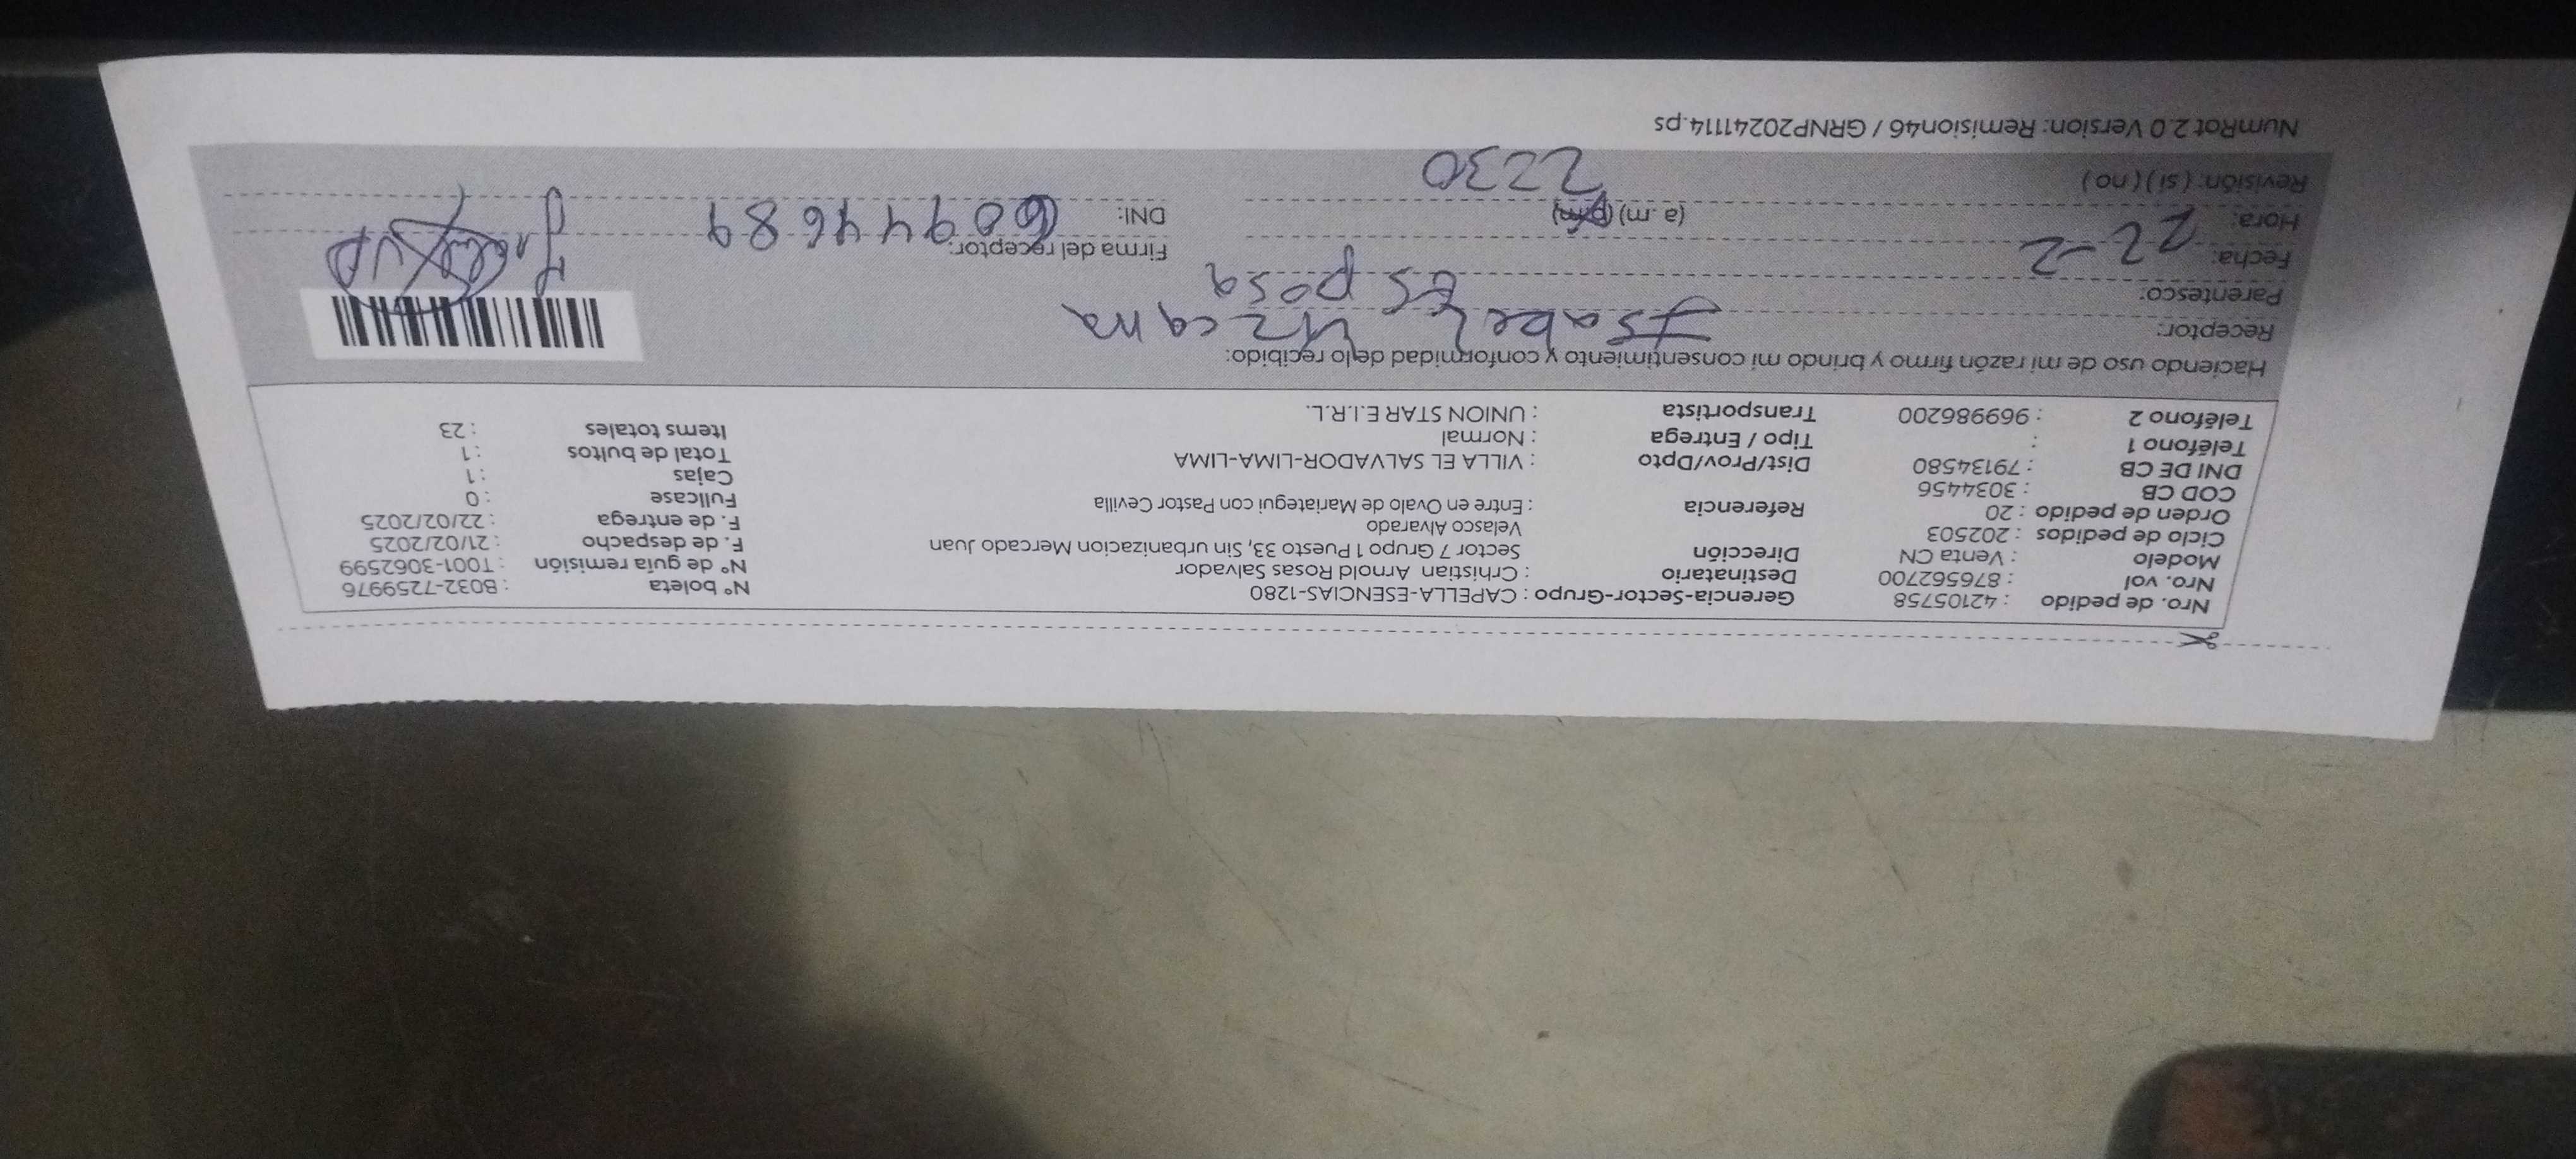 Nro. de pedido : 42105758 Gerencia-Sector-Grupo : CAPELLA-ESENCIAS-1280 N° boleta : B032-7259976
Nro. vol : 876562700 Destinatario : Crhistian Arnold Rosas Salvador N° de guía remisión : T001-3062599
Modelo : Venta CN Dirección Sector 7 Grupo 1 Puesto 33, Sin urbanizacion Mercado Juan F. de despacho : 21/02/2025
Ciclo de pedidos : 202503 Velasco Alvarado F. de entrega : 22/02/2025
Orden de pedido : 20 Referencia : Entre en Ovalo de Mariategui con Pastor Cevilla Fullcase : 0
COD CB : 3034456 Cajas : 1
DNI DE CB : 79134580 Dist/Prov/Dpto : VILLA EL SALVADOR-LIMA-LIMA Total de bultos : 1
Teléfono 1 : Tipo / Entrega : Normal Items totales : 23
Teléfono 2 : 969986200 Transportista : UNION STAR E.I.R.L.
Haciendo uso de mi razón firmo y brindo mi consentimiento y conformidad de lo recibido:
Receptor: Isabel Uzcama
Parentesco: Esposa
Fecha: 22-2 Firma del receptor:
Hora: (a.m) (p.m) 2230 DNI: 60944689
Revisión: (si) (no)
NumRot 2.0 Version: Remision46 / GRNP20241114.ps